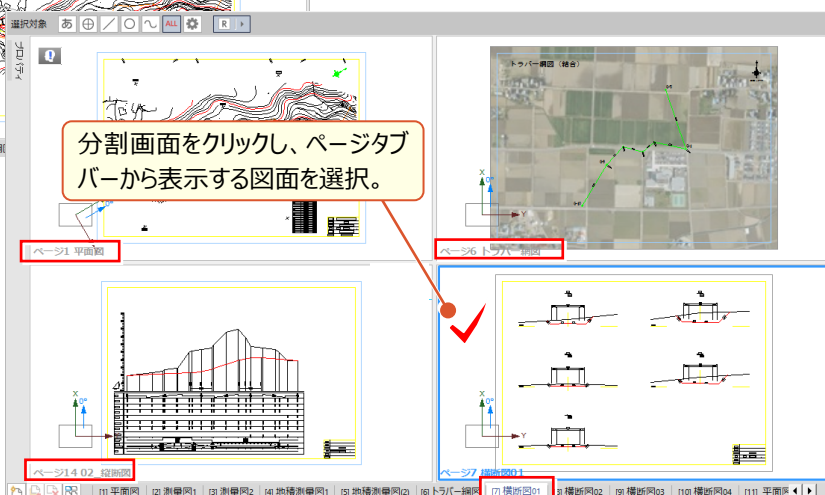 選択対象 あ ALL R
プロパティ
トラバー網図（結合）
分割画面をクリックし、ページタブ
バーから表示する図面を選択。
X
0°
Y
ページ1 平面図
ページ6 トラバー網図
X
0°
Y
X
0°
Y
ページ14 02_縦断図
ページ7 横断図01
[1] 平面図 [2] 測量図1 [3] 測量図2 [4] 地積測量図1 [5] 地積測量図(2) [6] トラバー網図 [7] 横断図01 横断図02 [9] 横断図03 [10] 横断図04 [11] 平面図